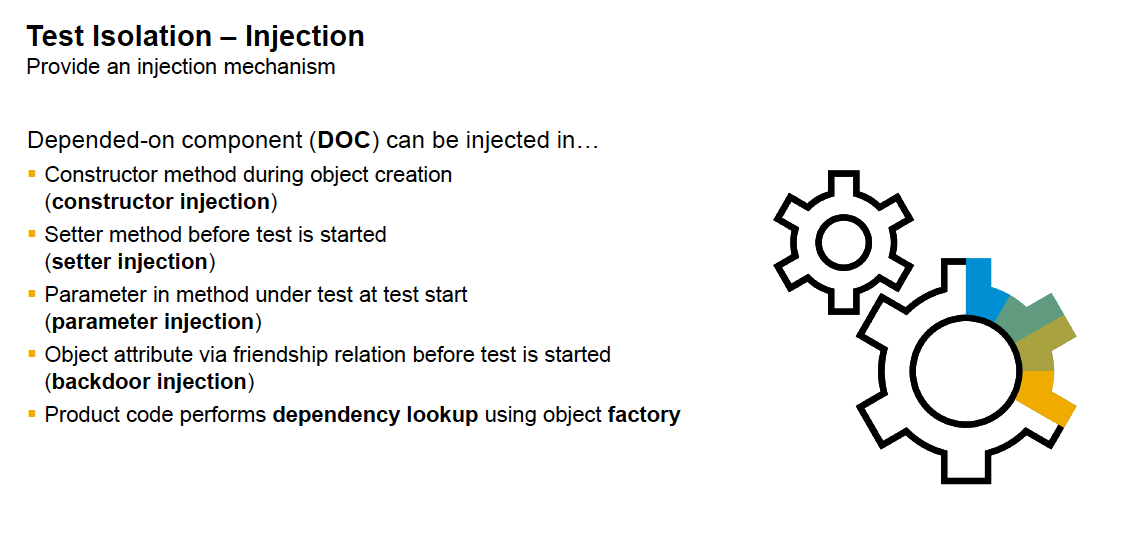 Test Isolation – Injection
Provide an injection mechanism
Depended-on component (DOC) can be injected in…
▪ Constructor method during object creation
(constructor injection)
▪ Setter method before test is started
(setter injection)
▪ Parameter in method under test at test start
(parameter injection)
▪ Object attribute via friendship relation before test is started
(backdoor injection)
▪ Product code performs dependency lookup using object factory